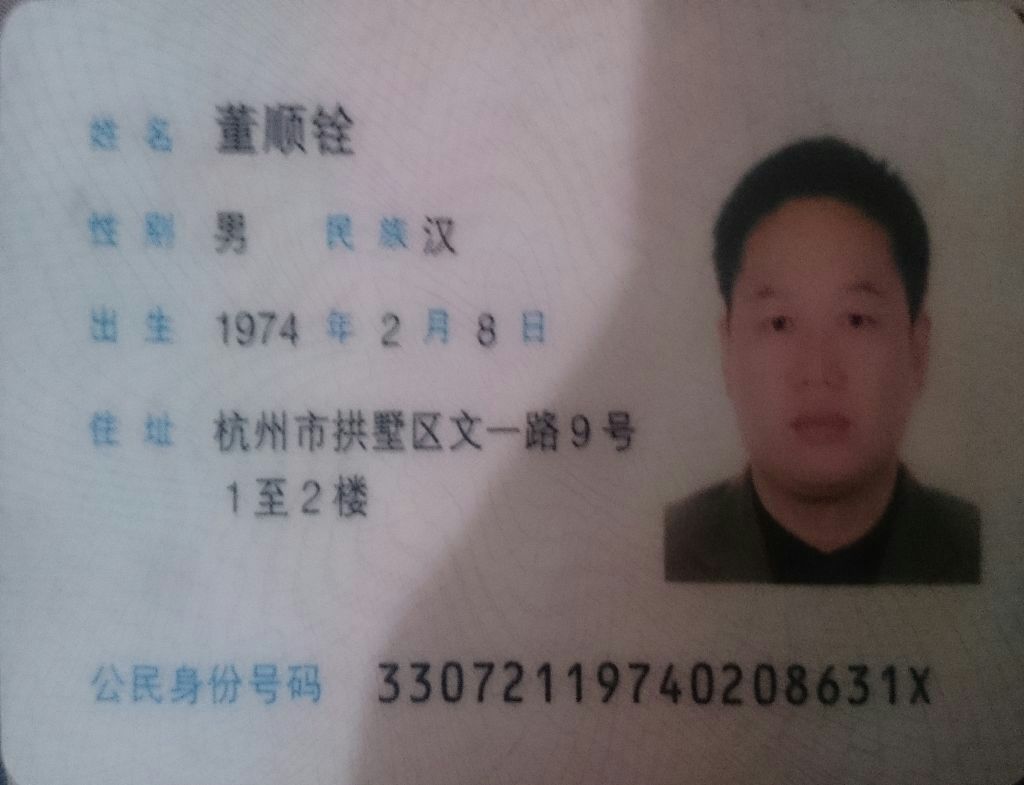 姓名 董顺铨
性别 男 民族 汉
出生 1974 年 2 月 8 日
住址 杭州市拱墅区文一路9号
1至2楼
公民身份号码 33072119740208631X